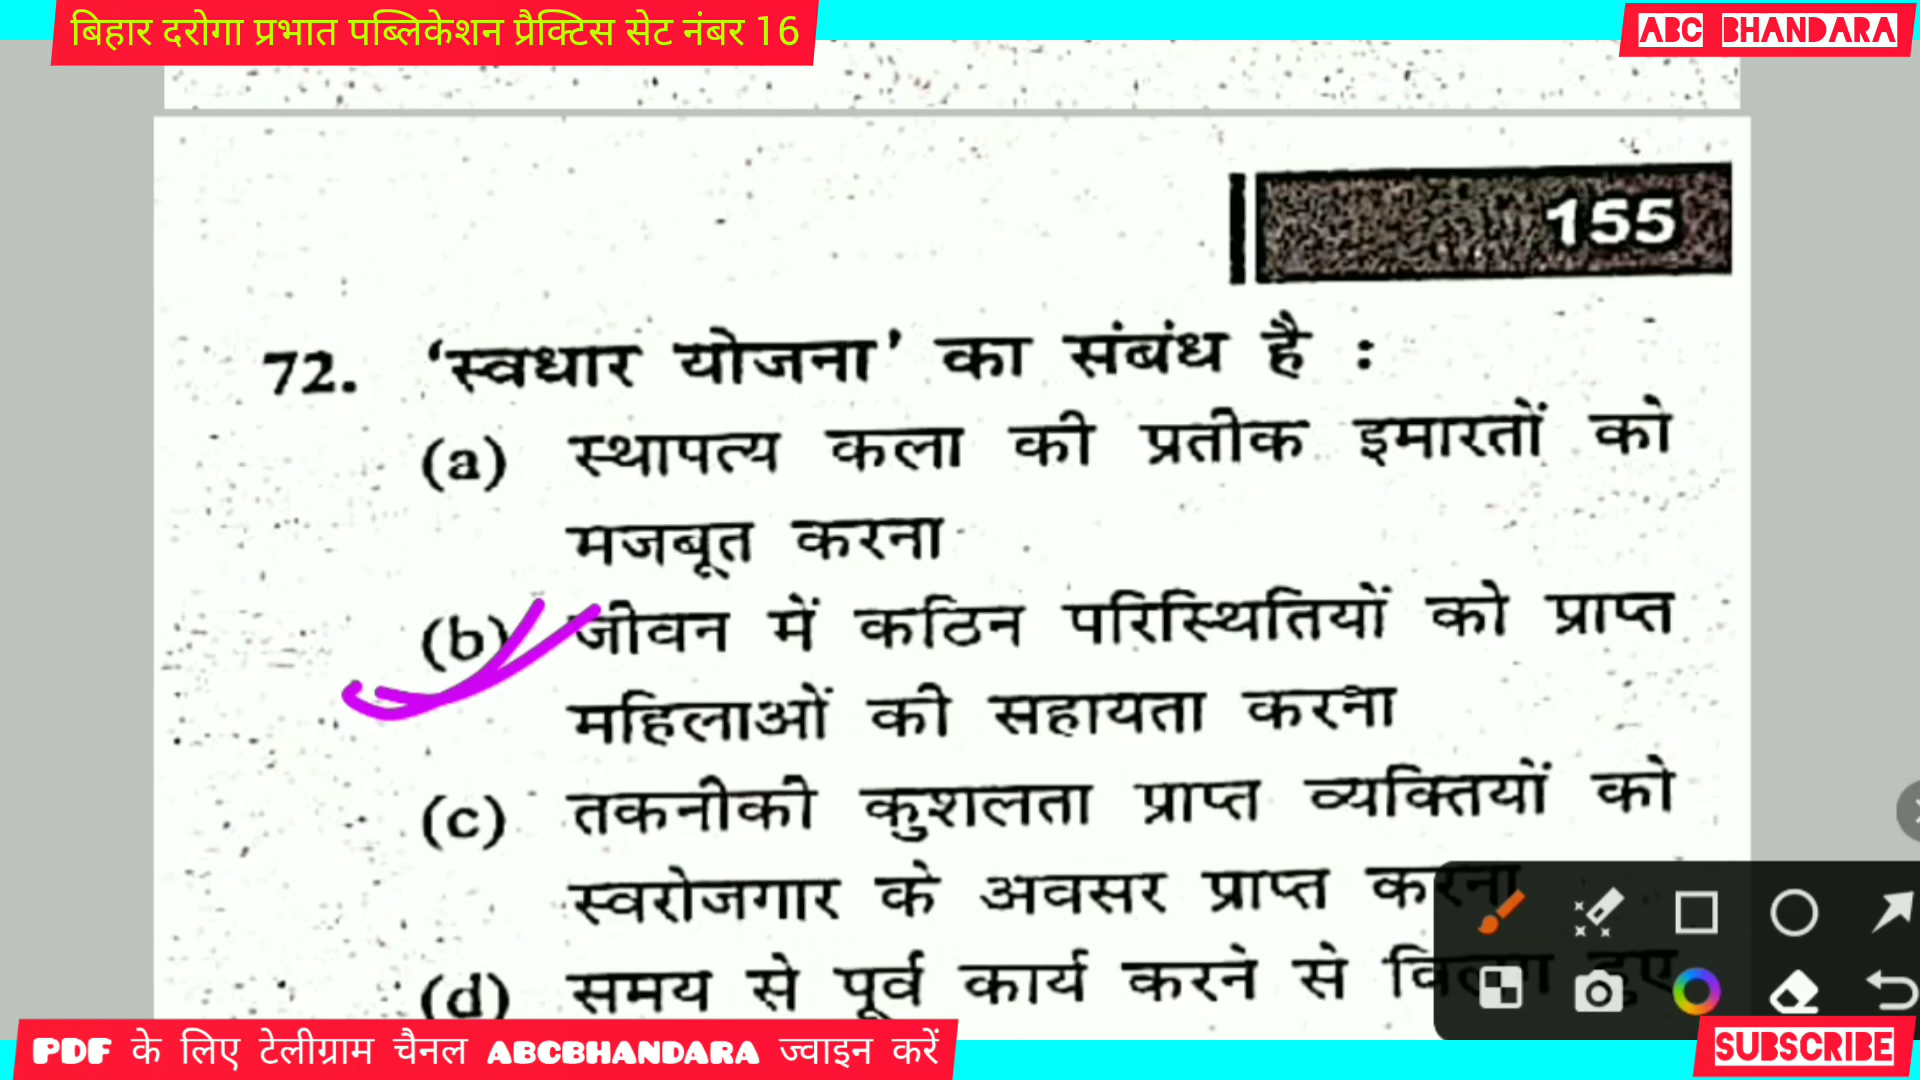 बिहार दरोगा प्रभात पब्लिकेशन प्रैक्टिस सेट नंबर 16
ABC BHANDARA
155
72. ‘स्वधार योजना’ का संबंध है :
(a) स्थापत्य कला की प्रतीक इमारतों को
मजबूत करना
(b) जीवन में कठिन परिस्थितियों को प्राप्त
महिलाओं की सहायता करना
(c) तकनीकी कुशलता प्राप्त व्यक्तियों को
स्वरोजगार के अवसर प्राप्त करना
(d) समय से पूर्व कार्य करने से हुए
PDF के लिए टेलीग्राम चैनल ABCBHANDARA ज्वाइन करें
SUBSCRIBE